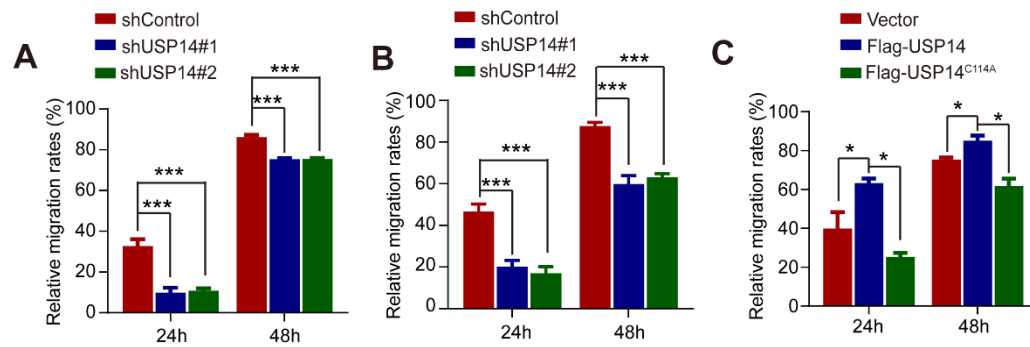 A
shControl
shUSP14#1
shUSP14#2
Relative migration rates (%)
100
80
60
40
20
0
***
***
***
***
24h
48h
B
shControl
shUSP14#1
shUSP14#2
Relative migration rates (%)
100
80
60
40
20
0
***
***
***
***
24h
48h
C
Vector
Flag-USP14
Flag-USP14C114A
Relative migration rates (%)
100
80
60
40
20
0
*
*
*
*
24h
48h